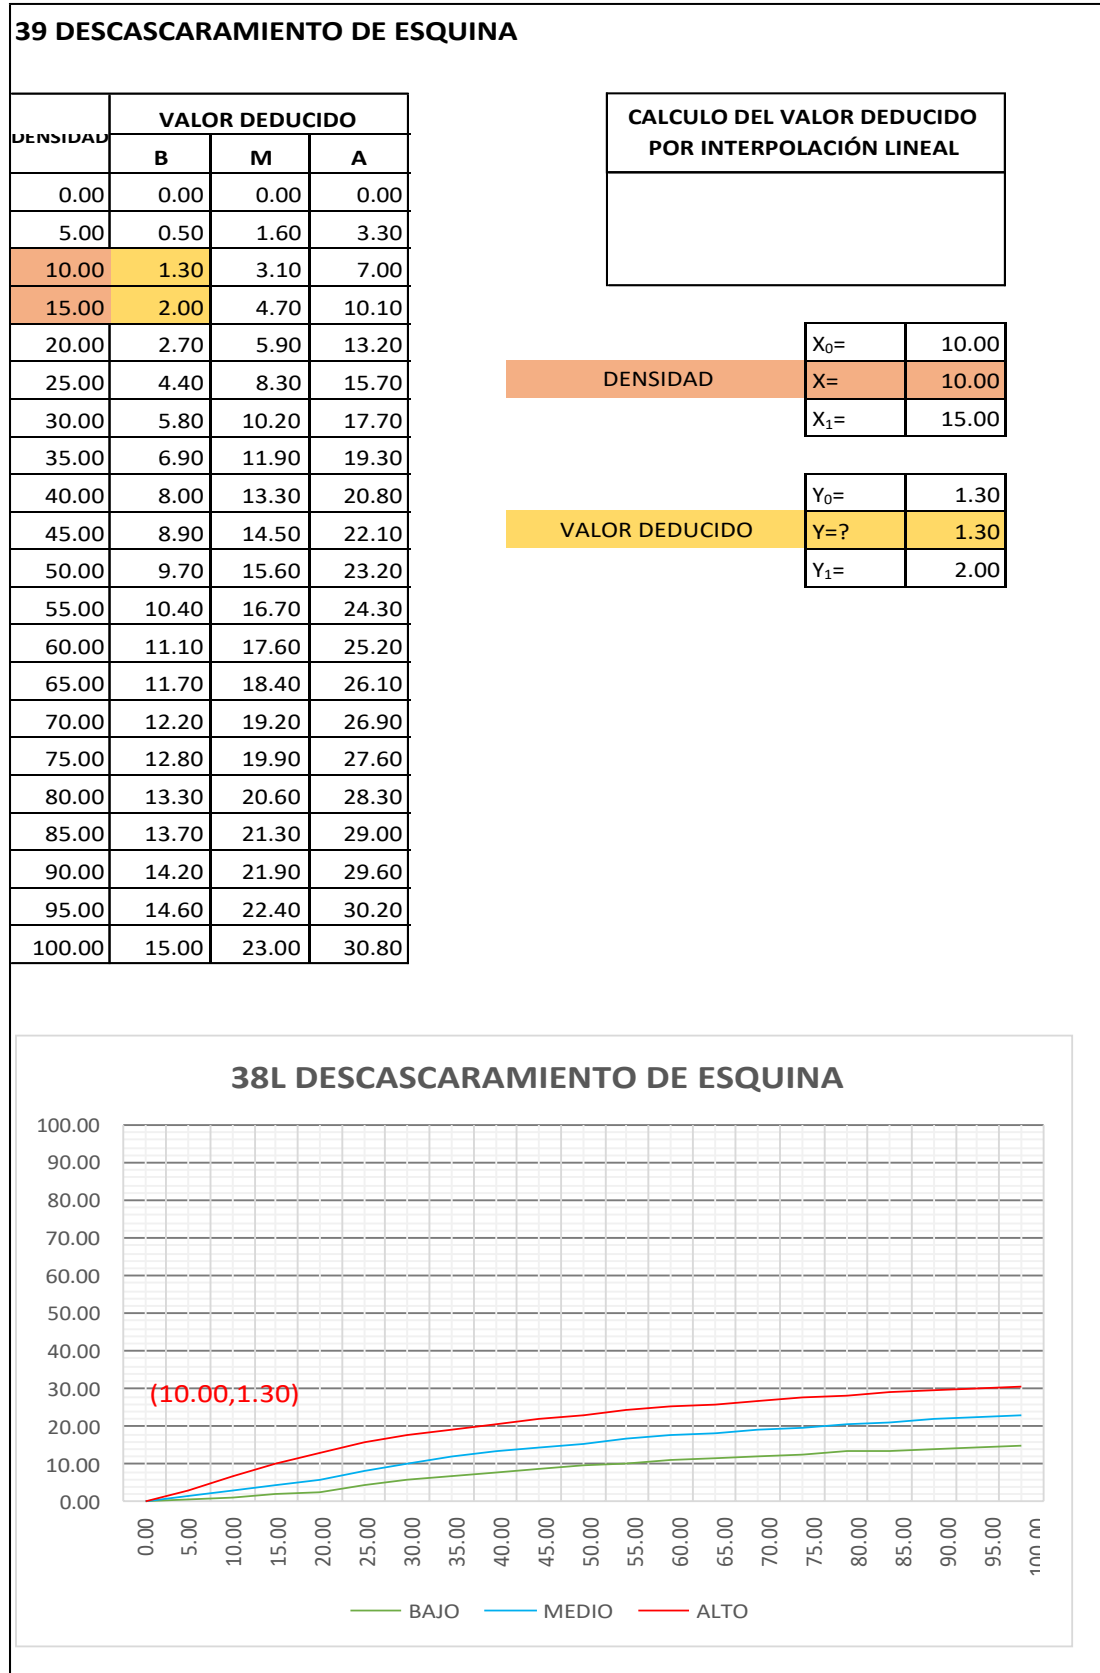 39 DESCASCARAMIENTO DE ESQUINA
DENSIDAD VALOR DEDUCIDO
B M A
0.00 0.00 0.00 0.00
5.00 0.50 1.60 3.30
10.00 1.30 3.10 7.00
15.00 2.00 4.70 10.10
20.00 2.70 5.90 13.20
25.00 4.40 8.30 15.70
30.00 5.80 10.20 17.70
35.00 6.90 11.90 19.30
40.00 8.00 13.30 20.80
45.00 8.90 14.50 22.10
50.00 9.70 15.60 23.20
55.00 10.40 16.70 24.30
60.00 11.10 17.60 25.20
65.00 11.70 18.40 26.10
70.00 12.20 19.20 26.90
75.00 12.80 19.90 27.60
80.00 13.30 20.60 28.30
85.00 13.70 21.30 29.00
90.00 14.20 21.90 29.60
95.00 14.60 22.40 30.20
100.00 15.00 23.00 30.80
CALCULO DEL VALOR DEDUCIDO
POR INTERPOLACIÓN LINEAL
X₀= 10.00
DENSIDAD X= 10.00
X₁= 15.00
Y₀= 1.30
VALOR DEDUCIDO Y=? 1.30
Y₁= 2.00
38L DESCASCARAMIENTO DE ESQUINA
100.00
90.00
80.00
70.00
60.00
50.00
40.00
30.00
20.00
10.00
0.00
(10.00,1.30)
0.00 5.00 10.00 15.00 20.00 25.00 30.00 35.00 40.00 45.00 50.00 55.00 60.00 65.00 70.00 75.00 80.00 85.00 90.00 95.00 100.00
BAJO MEDIO ALTO